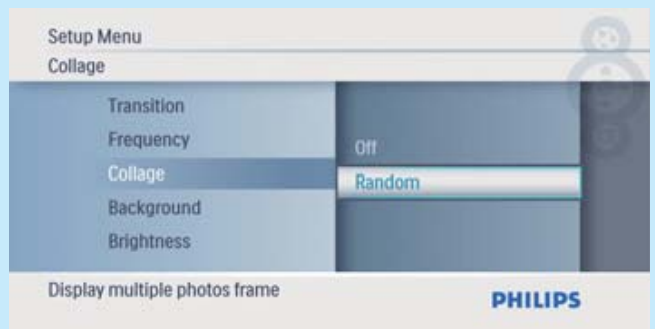 Setup Menu
Collage
Transition
Frequency
Collage
Background
Brightness
Off
Random
Display multiple photos frame
PHILIPS